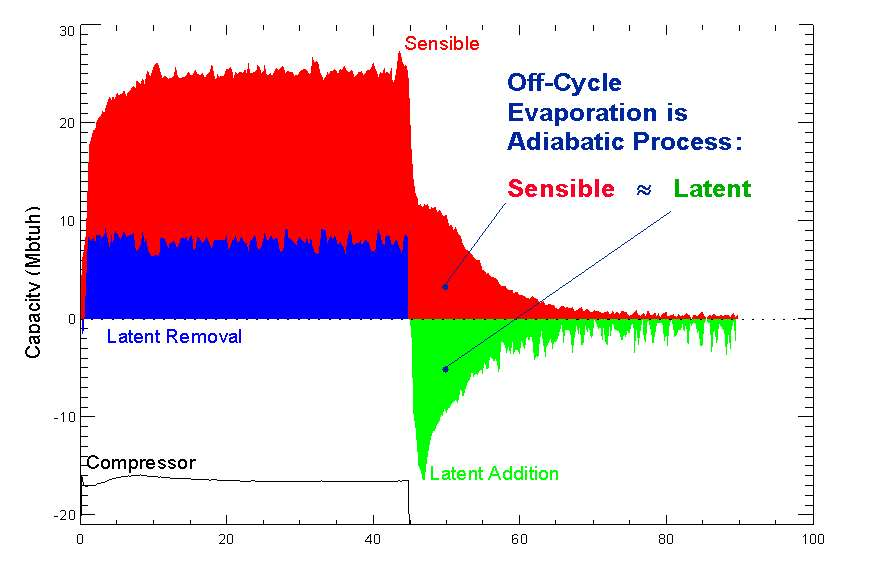 30
Sensible
Off-Cycle
Evaporation is
Adiabatic Process:
20
Sensible ≈ Latent
10
Capacity (Mbtuh)
0
Latent Removal
-10
Compressor
Latent Addition
-20
0 20 40 60 80 100